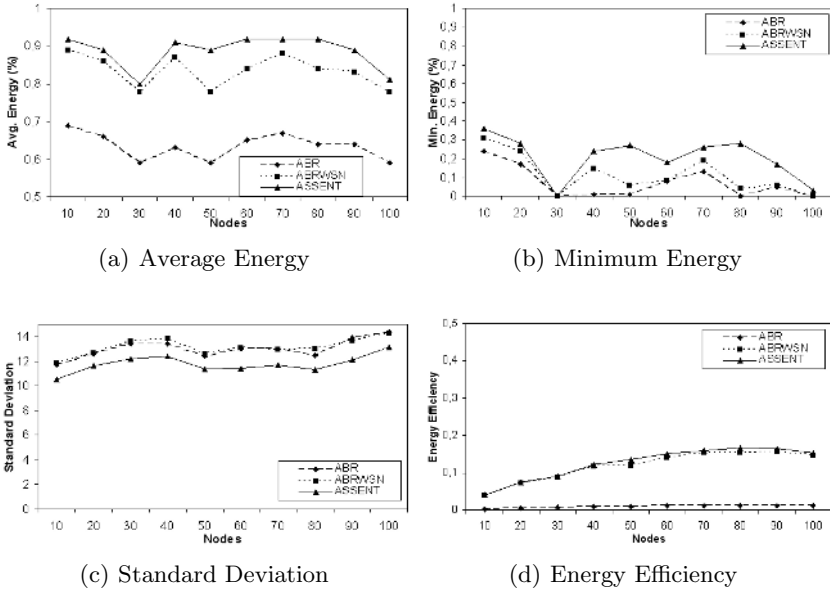 1
0,9
0,8
0,7
0,6
0,5
Avg. Energy (%)
ABR
ABRWSN
ASSENT
10 20 30 40 50 60 70 80 90 100
Nodes
(a) Average Energy
1
0,9
0,8
0,7
0,6
0,5
0,4
0,3
0,2
0,1
0
Min. Energy (%)
ABR
ABRWSN
ASSENT
10 20 30 40 50 60 70 80 90 100
Nodes
(b) Minimum Energy
14
12
10
8
6
4
2
0
Standard Deviation
ABR
ABRWSN
ASSENT
10 20 30 40 50 60 70 80 90 100
Nodes
(c) Standard Deviation
0,5
0,4
0,3
0,2
0,1
0
Energy Efficiency
ABR
ABRWSN
ASSENT
10 20 30 40 50 60 70 80 90 100
Nodes
(d) Energy Efficiency